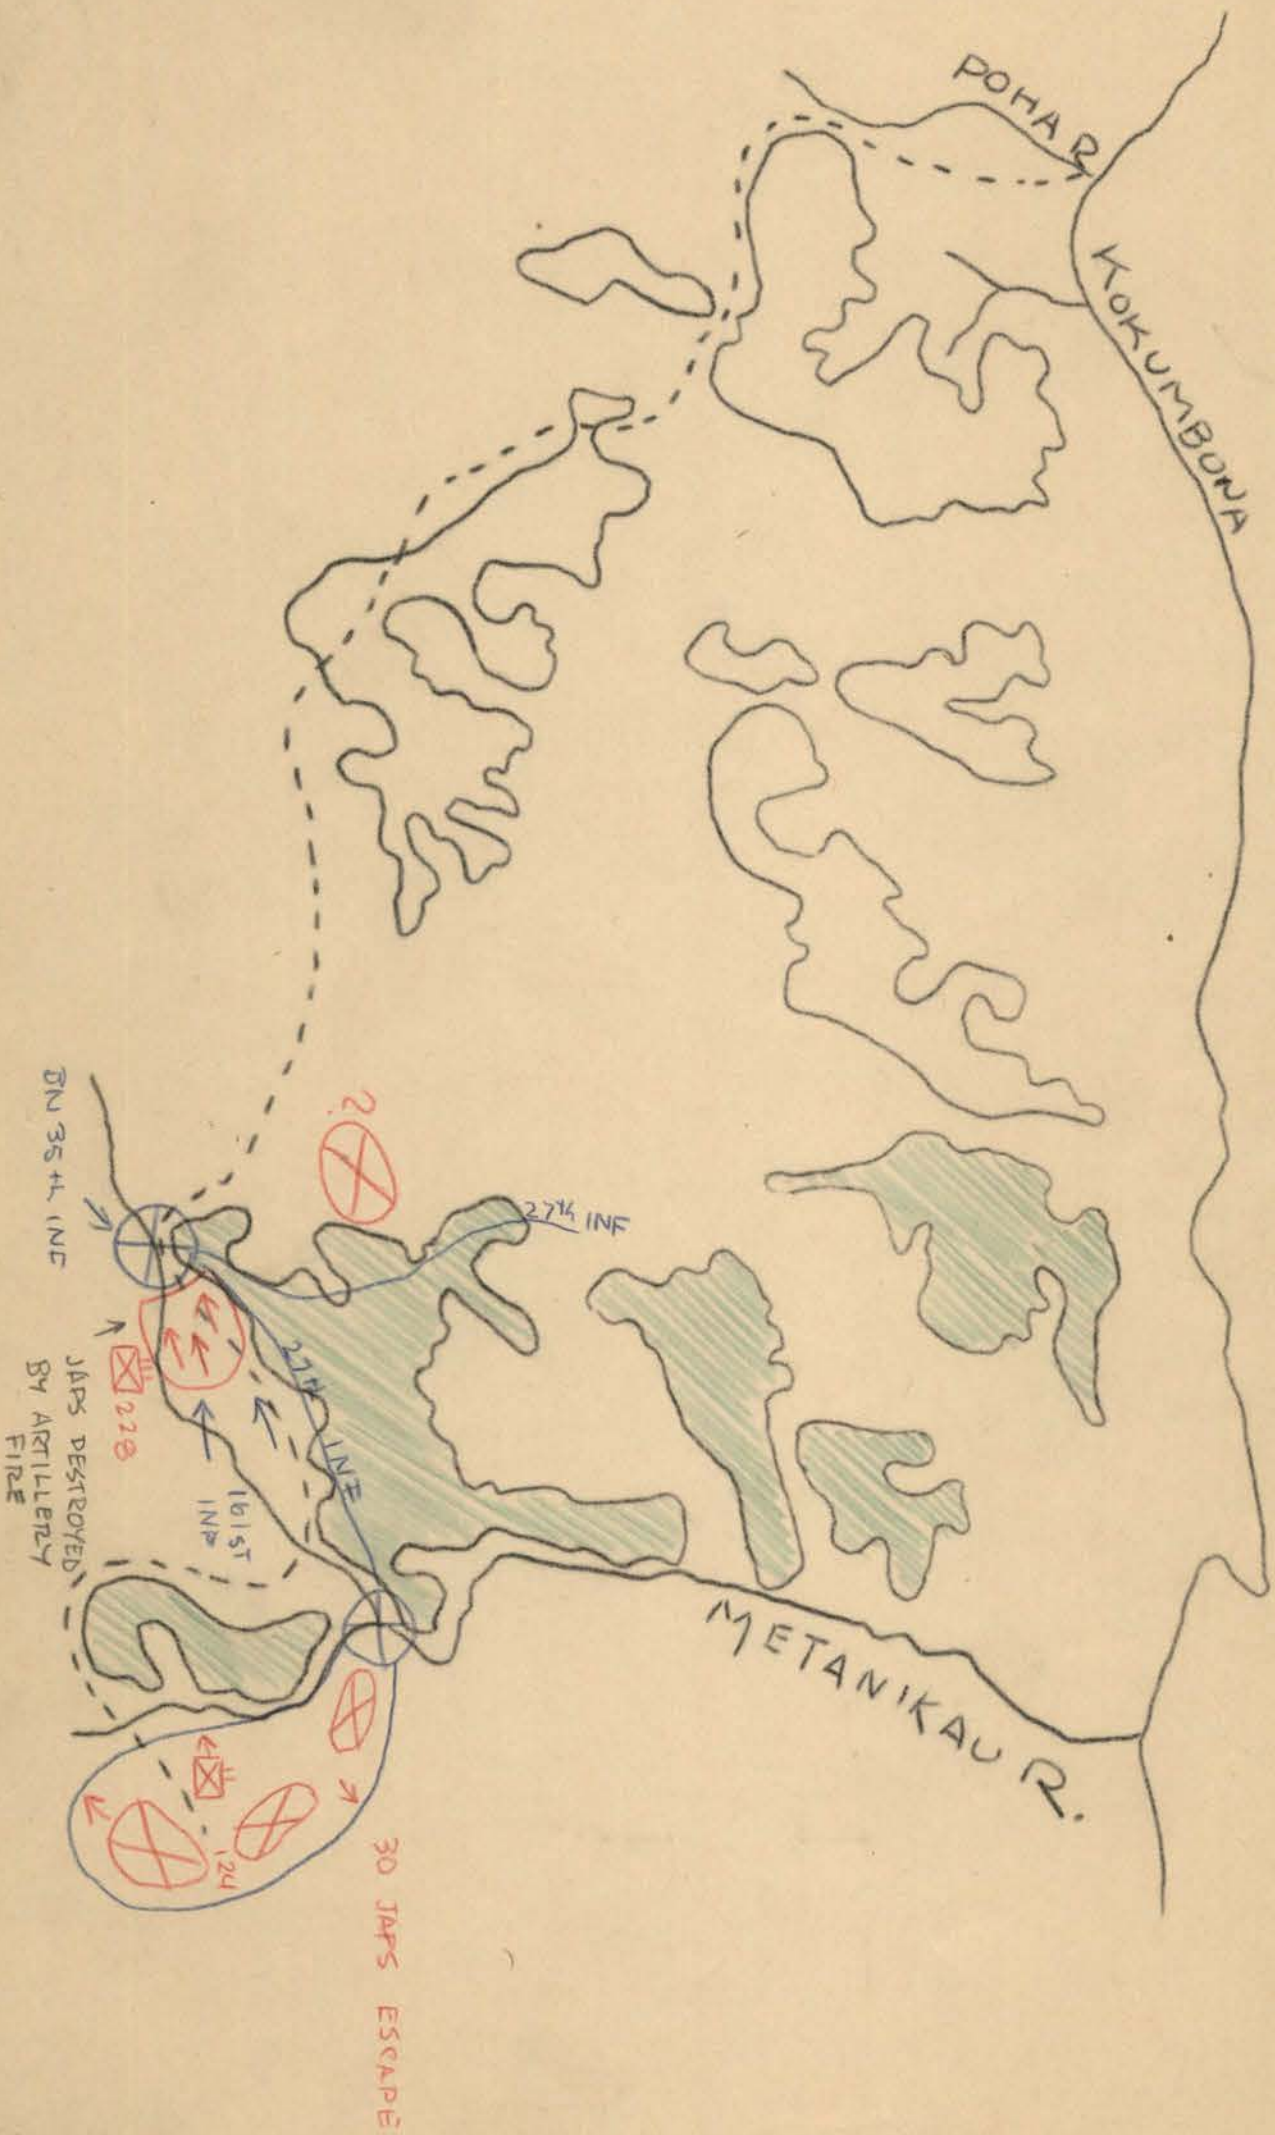 POHA R.
KOKUMBONA
METANIKAU R.
?
27th INF
BN 35th INF
27th INF
228
161ST
INF
JAPS DESTROYED
BY ARTILLERY
FIRE
124
30 JAPS ESCAPE